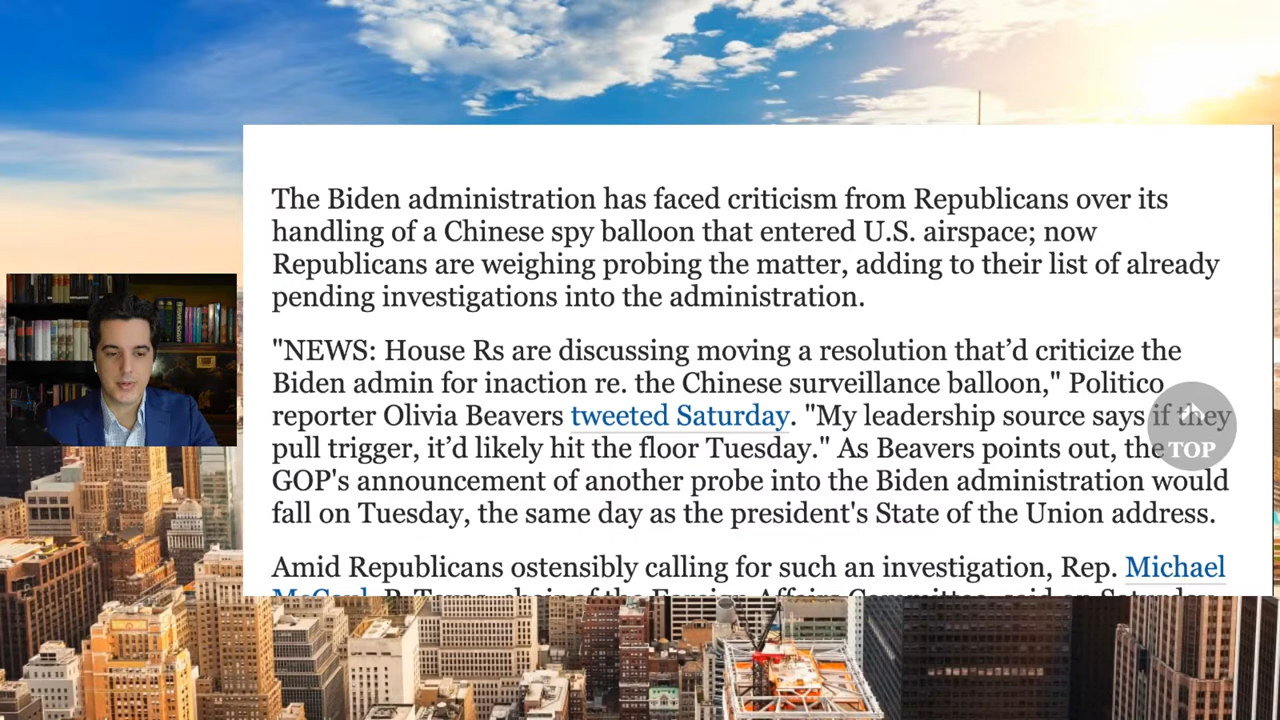 The Biden administration has faced criticism from Republicans over its
handling of a Chinese spy balloon that entered U.S. airspace; now
Republicans are weighing probing the matter, adding to their list of already
pending investigations into the administration.
"NEWS: House Rs are discussing moving a resolution that’d criticize the
Biden admin for inaction re. the Chinese surveillance balloon," Politico
reporter Olivia Beavers tweeted Saturday. "My leadership source says if they
pull trigger, it’d likely hit the floor Tuesday." As Beavers points out, the
TOP
GOP's announcement of another probe into the Biden administration would
fall on Tuesday, the same day as the president's State of the Union address.
Amid Republicans ostensibly calling for such an investigation, Rep. Michael